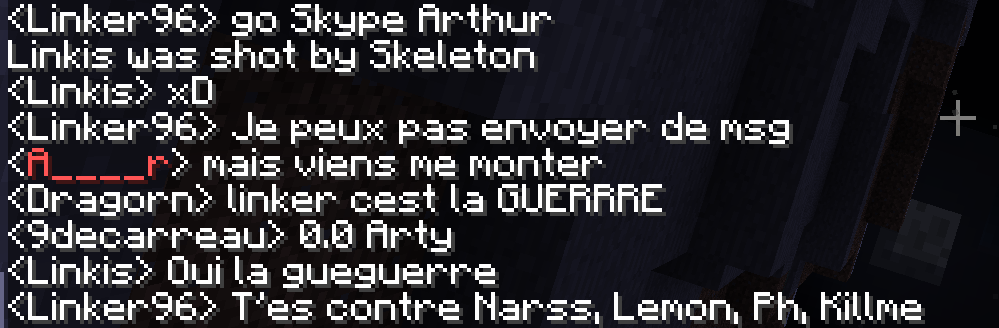 <Linker96> go Skype Arthur
Linkis was shot by Skeleton
<Linkis> xD
<Linker96> Je peux pas envoyer de msg
<A____r> mais viens me monter
<Dragorn> linker cest la GUERRRE
<9decarreau> 0.0 Arty
<Linkis> Oui la gueguerre
<Linker96> T'es contre Narss, Lemon, Ph, Killme